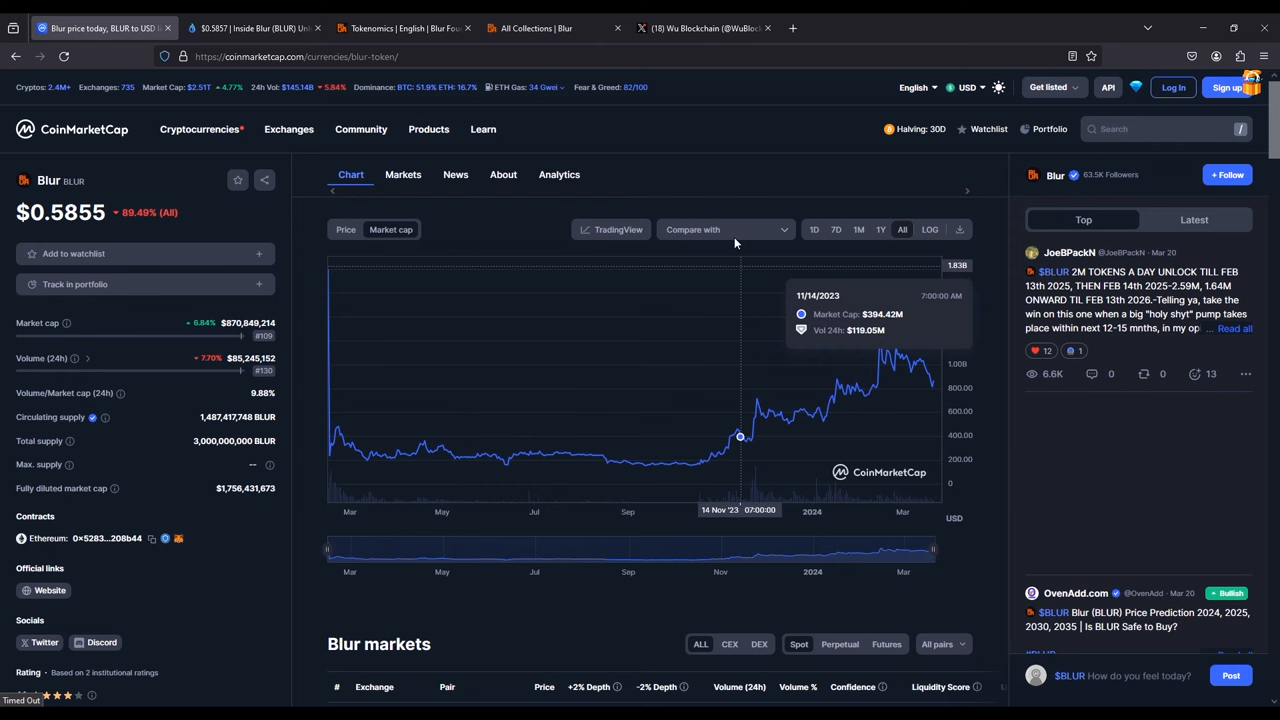 Blur price today, BLUR to USD li
$0.5857 | Inside Blur (BLUR) Unl
Tokenomics | English | Blur Foun
All Collections | Blur
(18) Wu Blockchain (@WuBlock
https://coinmarketcap.com/currencies/blur-token/
Cryptos: 2.4M+ Exchanges: 735 Market Cap: $2.51T 4.77% 24h Vol: $145.14B 5.84% Dominance: BTC: 51.9% ETH: 16.7% ETH Gas: 34 Gwei Fear & Greed: 82/100
English USD Get listed API Log In Sign up
CoinMarketCap
Cryptocurrencies Exchanges Community Products Learn
Halving: 30D Watchlist Portfolio Search /
Blur BLUR
$0.5855 89.49% (All)
Add to watchlist
Track in portfolio
Market cap 6.84% $870,849,214
#109
Volume (24h) 7.70% $85,245,152
#130
Volume/Market cap (24h) 9.88%
Circulating supply 1,487,417,748 BLUR
Total supply 3,000,000,000 BLUR
Max. supply --
Fully diluted market cap $1,756,431,673
Contracts
Ethereum: 0x5283...208b44
Official links
Website
Socials
Twitter Discord
Rating Based on 2 institutional ratings
Timed Out
Chart Markets News About Analytics
Price Market cap TradingView Compare with 1D 7D 1M 1Y All LOG
1.83B
11/14/2023 7:00:00 AM
Market Cap: $394.42M
Vol 24h: $119.05M
1.00B
800.00
600.00
400.00
200.00
0
CoinMarketCap
Mar May Jul Sep 14 Nov '23 07:00:00 2024 Mar
USD
Mar May Jul Sep Nov 2024 Mar
Blur markets
ALL CEX DEX Spot Perpetual Futures All pairs
# Exchange Pair Price +2% Depth -2% Depth Volume (24h) Volume % Confidence Liquidity Score
Blur 63.5K Followers + Follow
Top Latest
JoeBPackN @JoeBPackN · Mar 20
$BLUR 2M TOKENS A DAY UNLOCK TILL FEB
13th 2025, THEN FEB 14th 2025-2.59M, 1.64M
ONWARD TIL FEB 13th 2026.-Telling ya, take the
win on this one when a big "holy shyt" pump
takes place within next 12-15 mnths, in my op ... Read all
12 1
6.6K 0 0 13
OvenAdd.com @OvenAdd · Mar 20 Bullish
$BLUR Blur (BLUR) Price Prediction 2024, 2025,
2030, 2035 | Is BLUR Safe to Buy?
$BLUR How do you feel today? Post